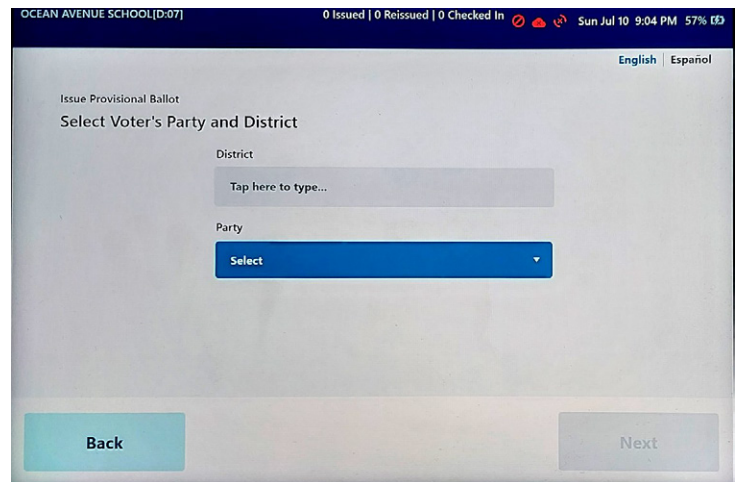 OCEAN AVENUE SCHOOL[D:07] 0 Issued | 0 Reissued | 0 Checked In Sun Jul 10 9:04 PM 57%
English | Español
Issue Provisional Ballot
Select Voter's Party and District
District
Tap here to type...
Party
Select
Back Next